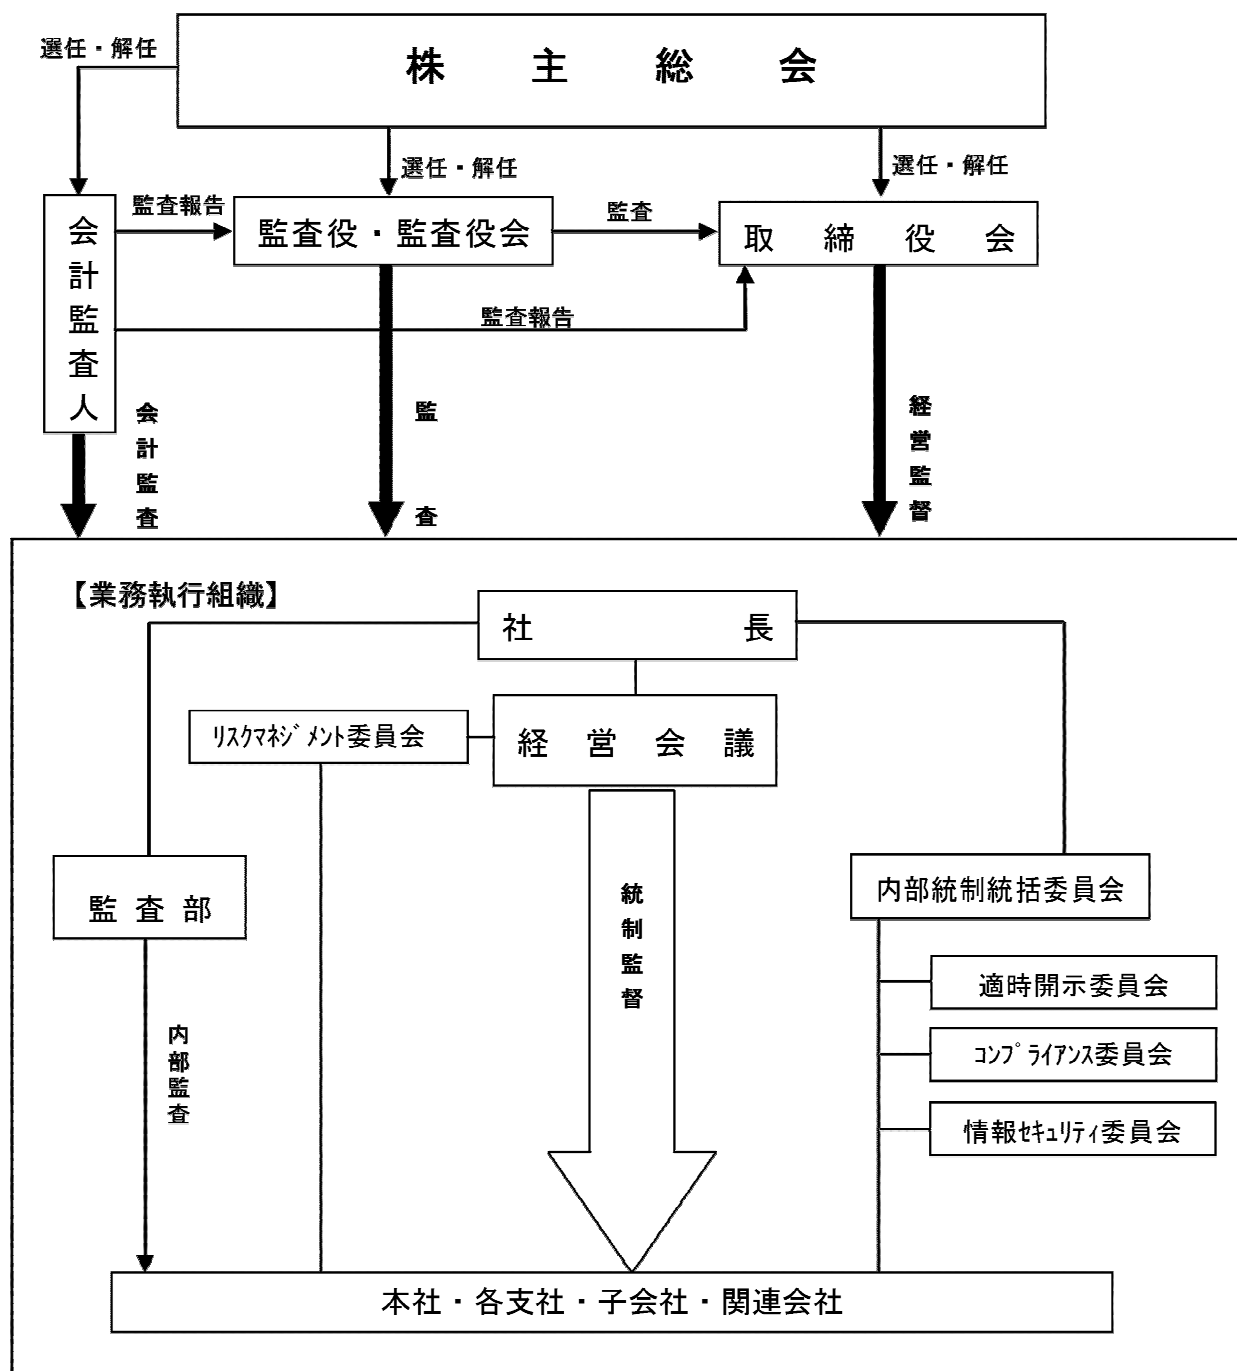 選任・解任
株主総会
選任・解任
選任・解任
監査報告
監査
会計監査人
監査役・監査役会
取締役会
監査報告
会計監査
監査
経営監督
【業務執行組織】
社長
ﾘｽｸﾏﾈｼﾞﾒﾝﾄ委員会
経営会議
監査部
統制監督
内部統制統括委員会
適時開示委員会
内部監査
ｺﾝﾌﾟﾗｲｱﾝｽ委員会
情報ｾｷｭﾘﾃｨ委員会
本社・各支社・子会社・関連会社